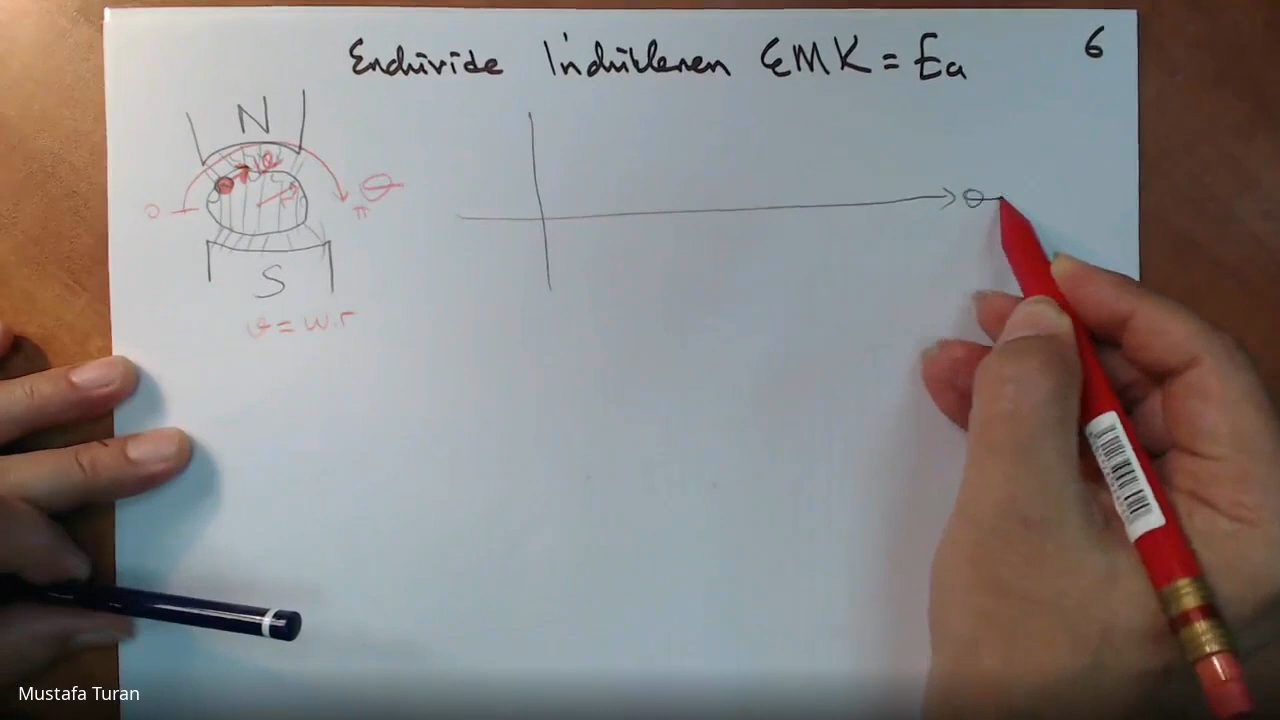 Endüvide İndüklenen EMK = Ea
6
N
0
π
θ
S
v = w.r
θ
Mustafa Turan